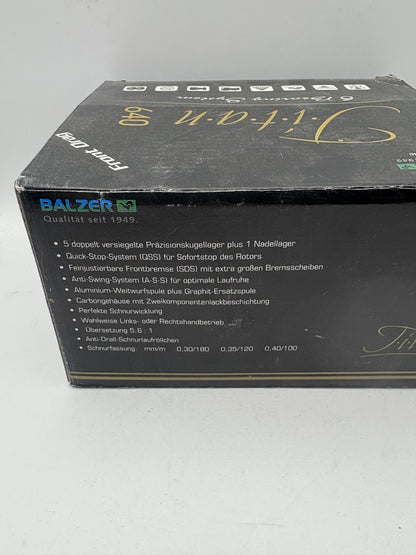 6 Bearing System
T·i·t·a·n
640
Front Drag
BALZER
Qualität seit 1949.
• 5 doppelt versiegelte Präzisionskugellager plus 1 Nadellager
• Quick-Stop-System (QSS) für Sofortstop des Rotors
• Feinjustierbare Frontbremse (SDS) mit extra großen Bremsscheiben
• Anti-Swing-System (A-S-S) für optimale Laufruhe
• Aluminium-Weitwurfspule plus Graphit-Ersatzspule
• Carbongehäuse mit Zweikomponentenlackbeschichtung
• Perfekte Schnurwicklung
• Wahlweise Links- oder Rechtshandbetrieb
• Übersetzung 5,6 : 1
• Anti-Drall-Schnurlaufröllchen
• Schnurfassung: mm/m 0,30/180 0,35/120 0,40/100